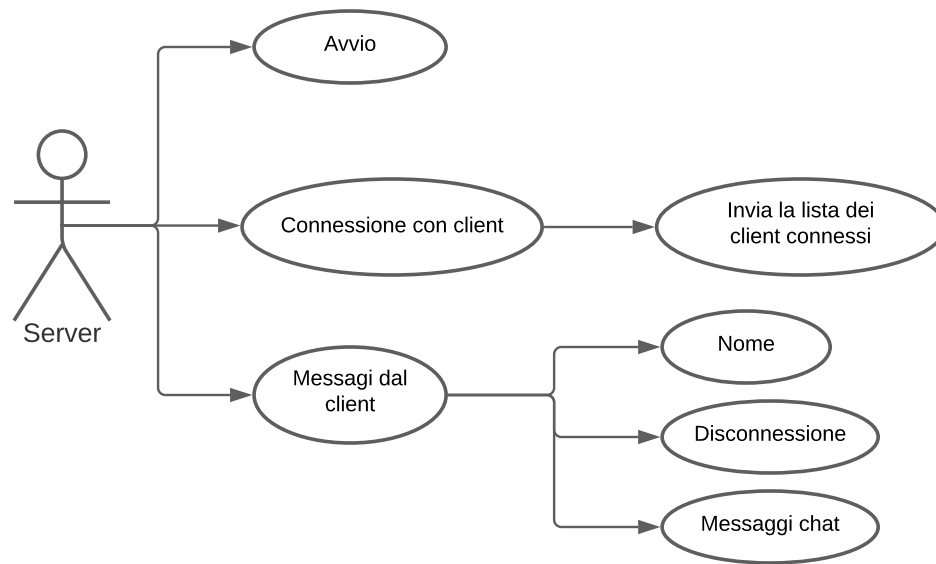 Avvio
Connessione con client
Invia la lista dei
client connessi
Server
Messagi dal
client
Nome
Disconnessione
Messaggi chat